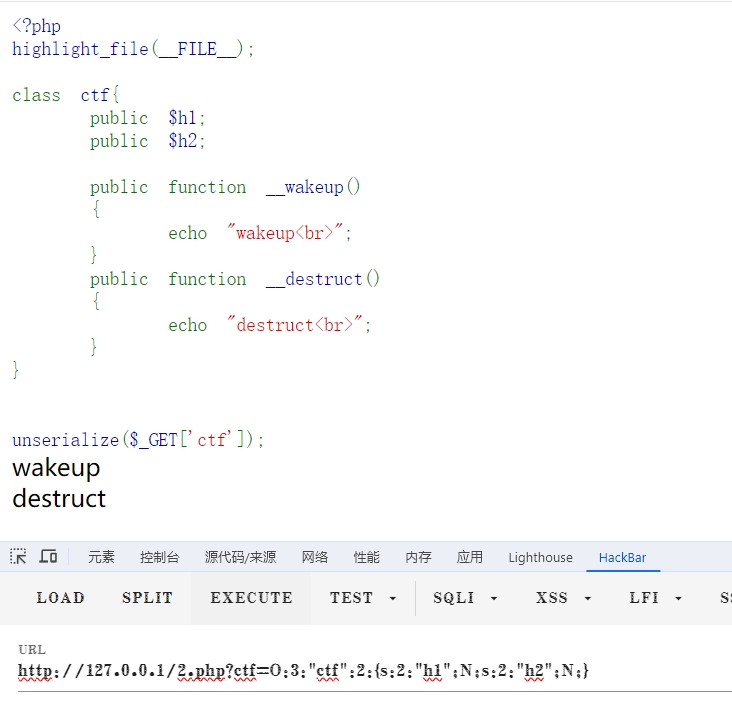 <?php
highlight_file(__FILE__);
class ctf{
public $h1;
public $h2;
public function __wakeup()
{
echo "wakeup<br>";
}
public function __destruct()
{
echo "destruct<br>";
}
}
unserialize($_GET['ctf']);
wakeup
destruct
元素 控制台 源代码/来源 网络 性能 内存 应用 Lighthouse HackBar
LOAD SPLIT EXECUTE TEST SQLI XSS LFI S
URL
http://127.0.0.1/2.php?ctf=O:3:"ctf":2:{s:2:"h1";N;s:2:"h2";N;}